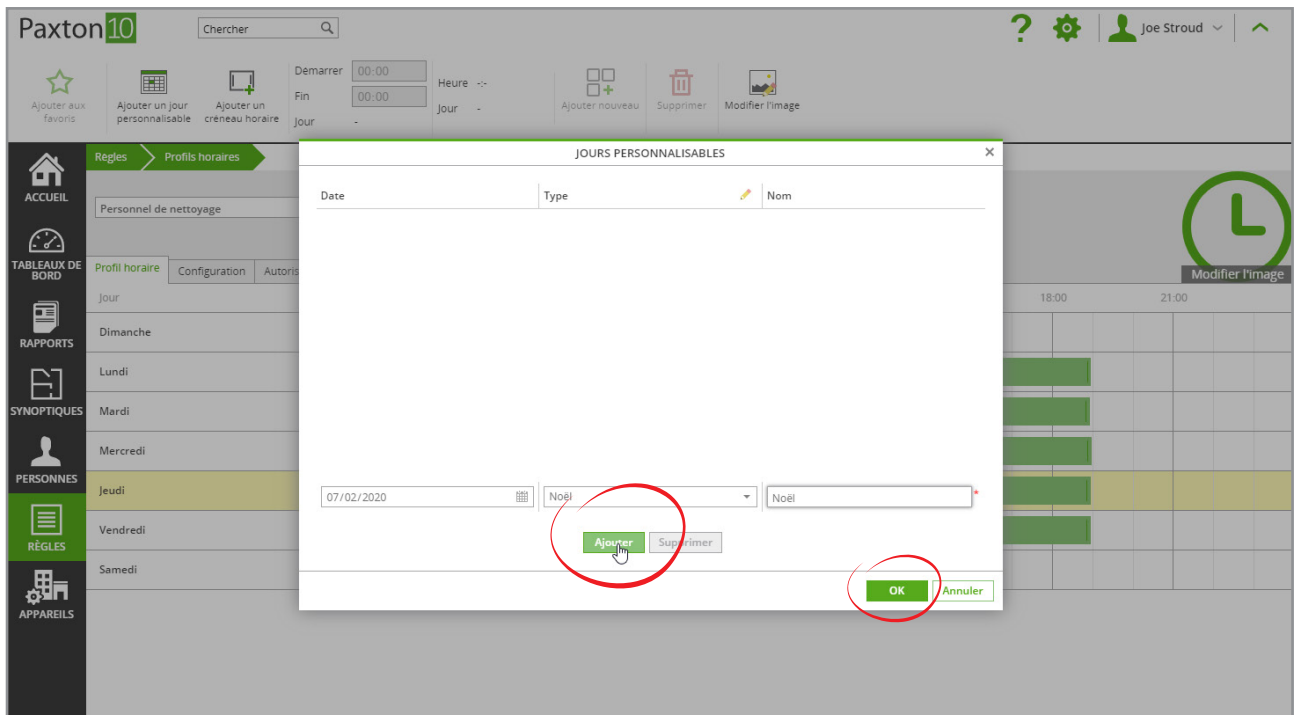 Paxton10
Chercher
Joe Stroud
Ajouter aux favoris
Ajouter un jour personnalisable
Ajouter un créneau horaire
Démarrer 00:00
Fin 00:00
Jour -
Heure -:-
Jour -
Ajouter nouveau
Supprimer
Modifier l'image
Règles
Profils horaires
ACCUEIL
TABLEAUX DE BORD
RAPPORTS
SYNOPTIQUES
PERSONNES
RÈGLES
APPAREILS
Personnel de nettoyage
Modifier l'image
Profil horaire
Configuration
Autoris
Jour
18:00
21:00
Dimanche
Lundi
Mardi
Mercredi
Jeudi
Vendredi
Samedi
JOURS PERSONNALISABLES
Date
Type
Nom
07/02/2020
Noël
Noël
*
Ajouter
Supprimer
OK
Annuler